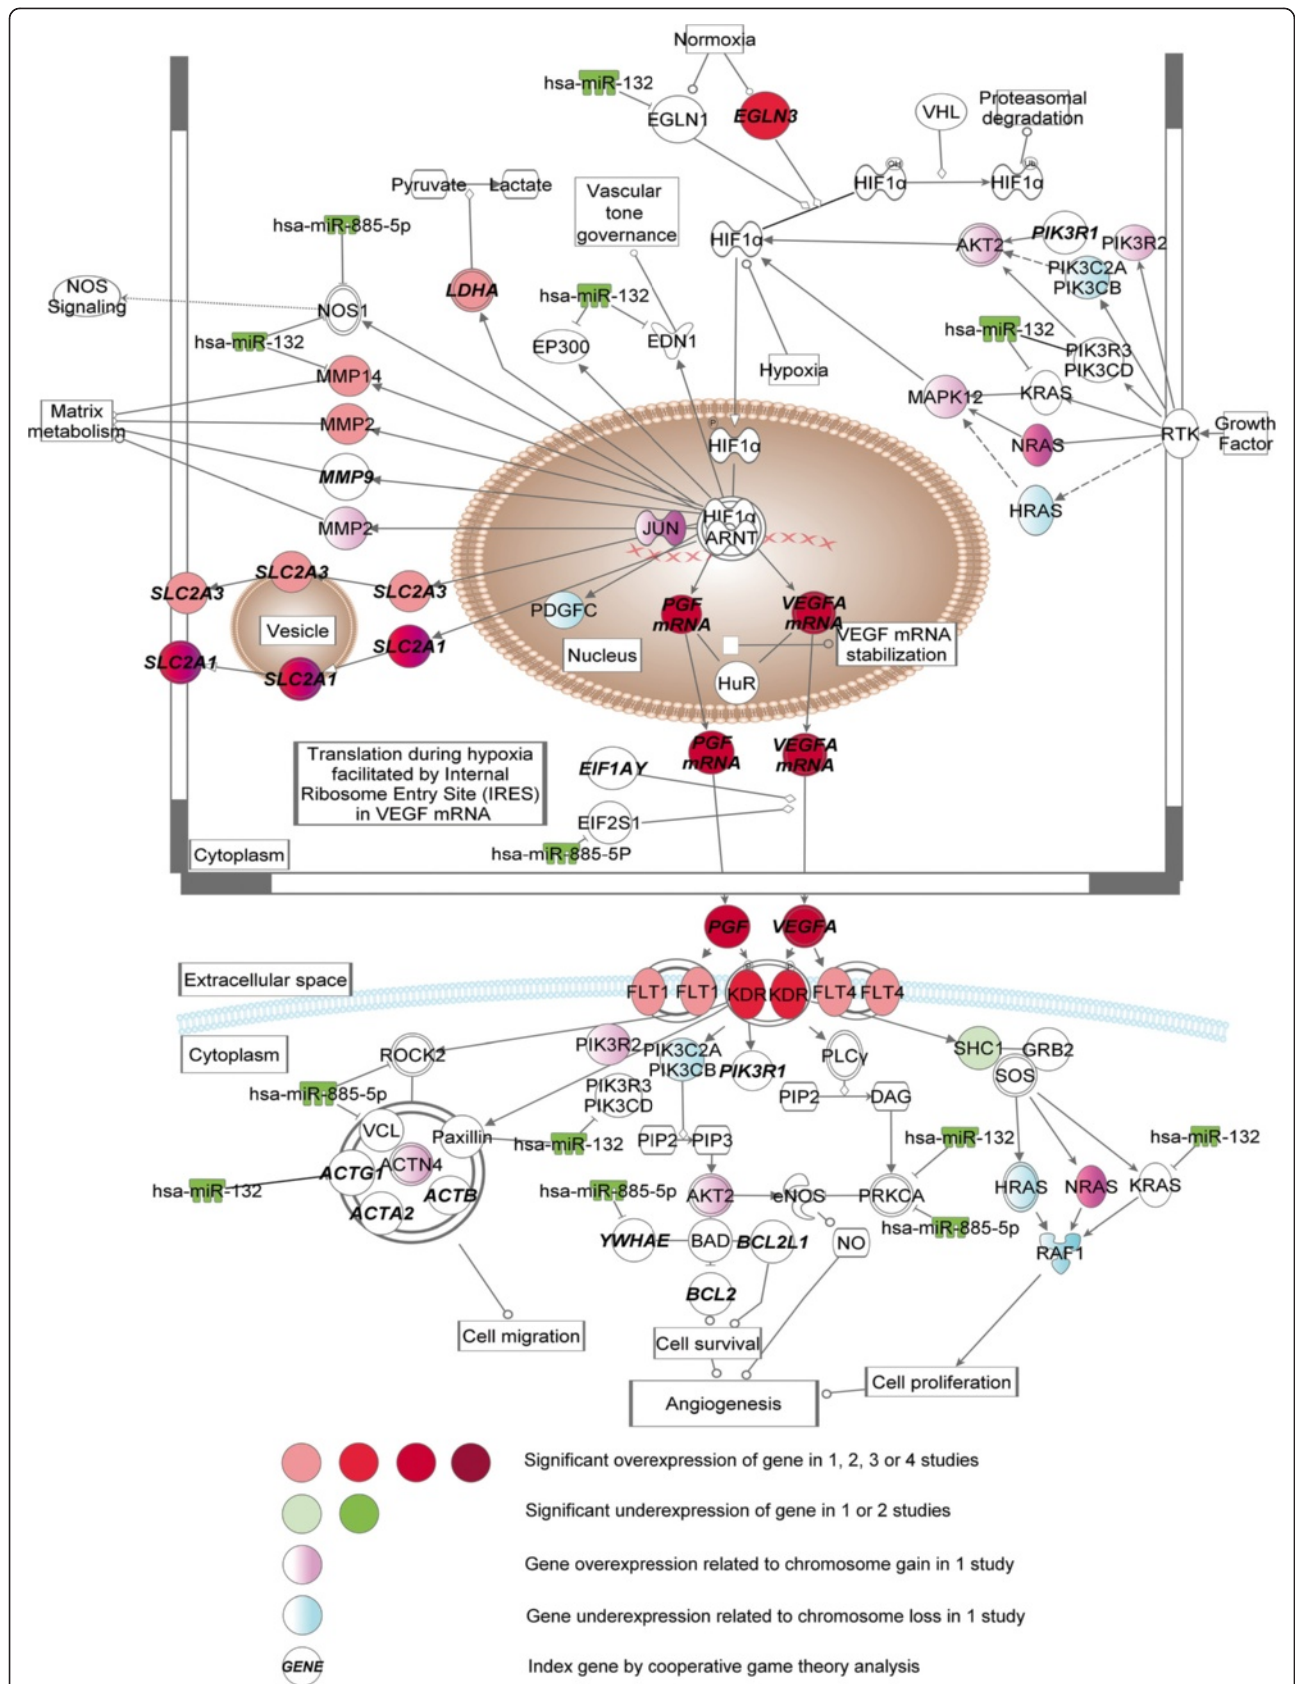 Normoxia
hsa-miR-132
EGLN1
EGLN3
VHL
Proteasomal
degradation
OH
HIF1α
Ub
HIF1α
Pyruvate
Lactate
Vascular
tone
governance
hsa-miR-885-5p
HIF1α
AKT2
PIK3R1
PIK3R2
PIK3C2A
PIK3CB
NOS
Signaling
NOS1
LDHA
hsa-miR-132
EP300
EDN1
hsa-miR-132
hsa-miR-132
PIK3R3
PIK3CD
Hypoxia
MMP14
MAPK12
KRAS
Matrix
metabolism
MMP2
P
HIF1α
NRAS
RTK
Growth
Factor
MMP9
HRAS
MMP2
JUN
HIF1α
ARNT
SLC2A3
SLC2A3
SLC2A3
PDGFC
PGF
mRNA
VEGFA
mRNA
Vesicle
SLC2A1
SLC2A1
SLC2A1
Nucleus
VEGF mRNA
stabilization
HuR
Translation during hypoxia
facilitated by Internal
Ribosome Entry Site (IRES)
in VEGF mRNA
PGF
mRNA
VEGFA
mRNA
EIF1AY
EIF2S1
hsa-miR-885-5P
Cytoplasm
PGF
VEGFA
Extracellular space
FLT1
FLT1
KDR
KDR
FLT4
FLT4
Cytoplasm
ROCK2
PIK3R2
PIK3C2A
PIK3CB
PIK3R1
PLCγ
SHC1
GRB2
SOS
hsa-miR-885-5p
PIK3R3
PIK3CD
PIP2
DAG
VCL
Paxillin
hsa-miR-132
PIP2
PIP3
hsa-miR-132
hsa-miR-132
ACTN4
ACTG1
hsa-miR-132
ACTB
ACTA2
hsa-miR-885-5p
AKT2
eNOS
PRKCA
HRAS
NRAS
KRAS
hsa-miR-885-5p
YWHAE
BAD
BCL2L1
NO
RAF1
BCL2
Cell migration
Cell survival
Cell proliferation
Angiogenesis
Significant overexpression of gene in 1, 2, 3 or 4 studies
Significant underexpression of gene in 1 or 2 studies
Gene overexpression related to chromosome gain in 1 study
Gene underexpression related to chromosome loss in 1 study
GENE
Index gene by cooperative game theory analysis